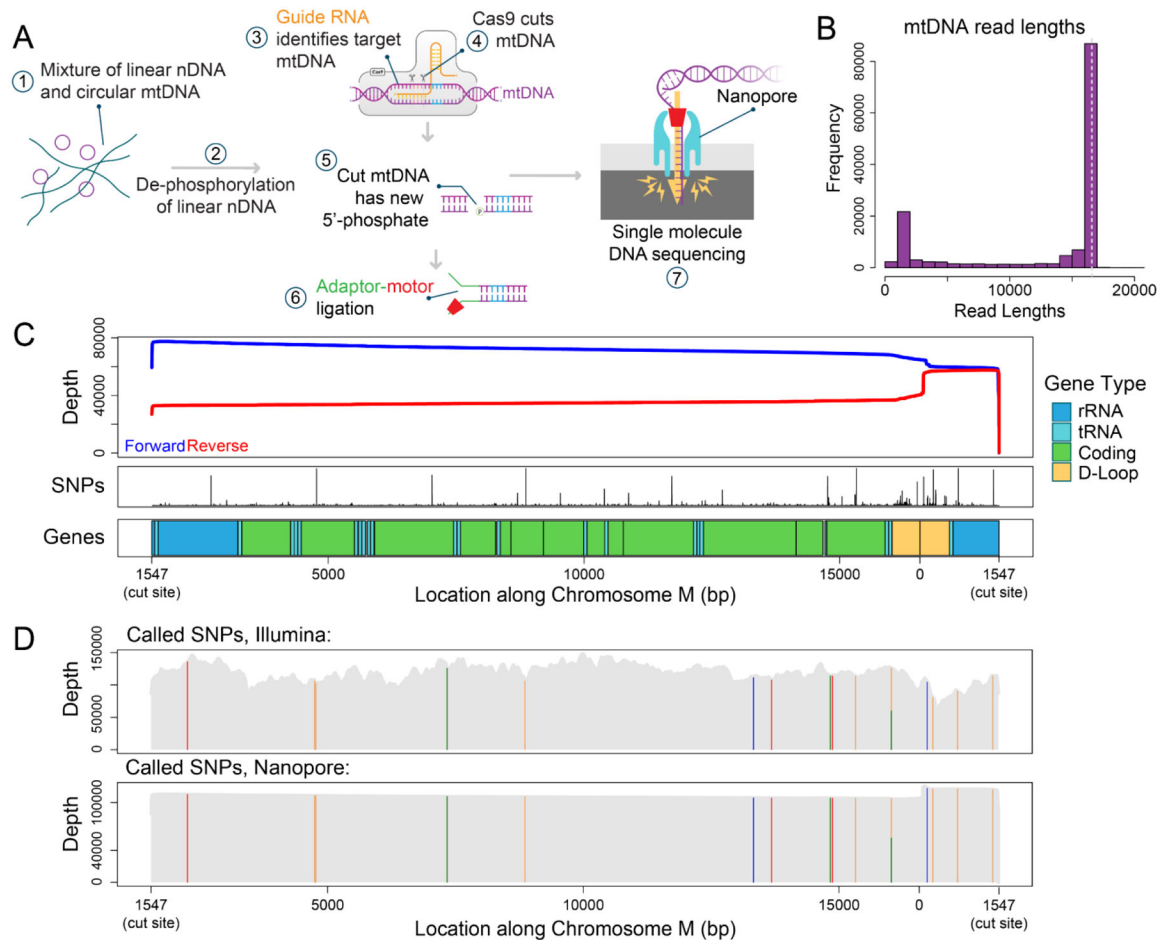 A
1 Mixture of linear nDNA
and circular mtDNA
2
De-phosphorylation
of linear nDNA
Guide RNA
3 identifies target
mtDNA
Cas9 cuts
4 mtDNA
Cas9
mtDNA
5
Cut mtDNA
has new
5'-phosphate
P
Adaptor-motor
6 ligation
Nanopore
Single molecule
DNA sequencing
7
B
mtDNA read lengths
Frequency
0 20000 40000 60000 80000
0 10000 20000
Read Lengths
C
Depth
0 40000 80000
Forward Reverse
Gene Type
rRNA
tRNA
Coding
D-Loop
SNPs
Genes
1547 5000 10000 15000 0 1547
(cut site) (cut site)
Location along Chromosome M (bp)
D
Called SNPs, Illumina:
Depth
0 50000 150000
Called SNPs, Nanopore:
Depth
0 40000 100000
1547 5000 10000 15000 0 1547
(cut site) (cut site)
Location along Chromosome M (bp)